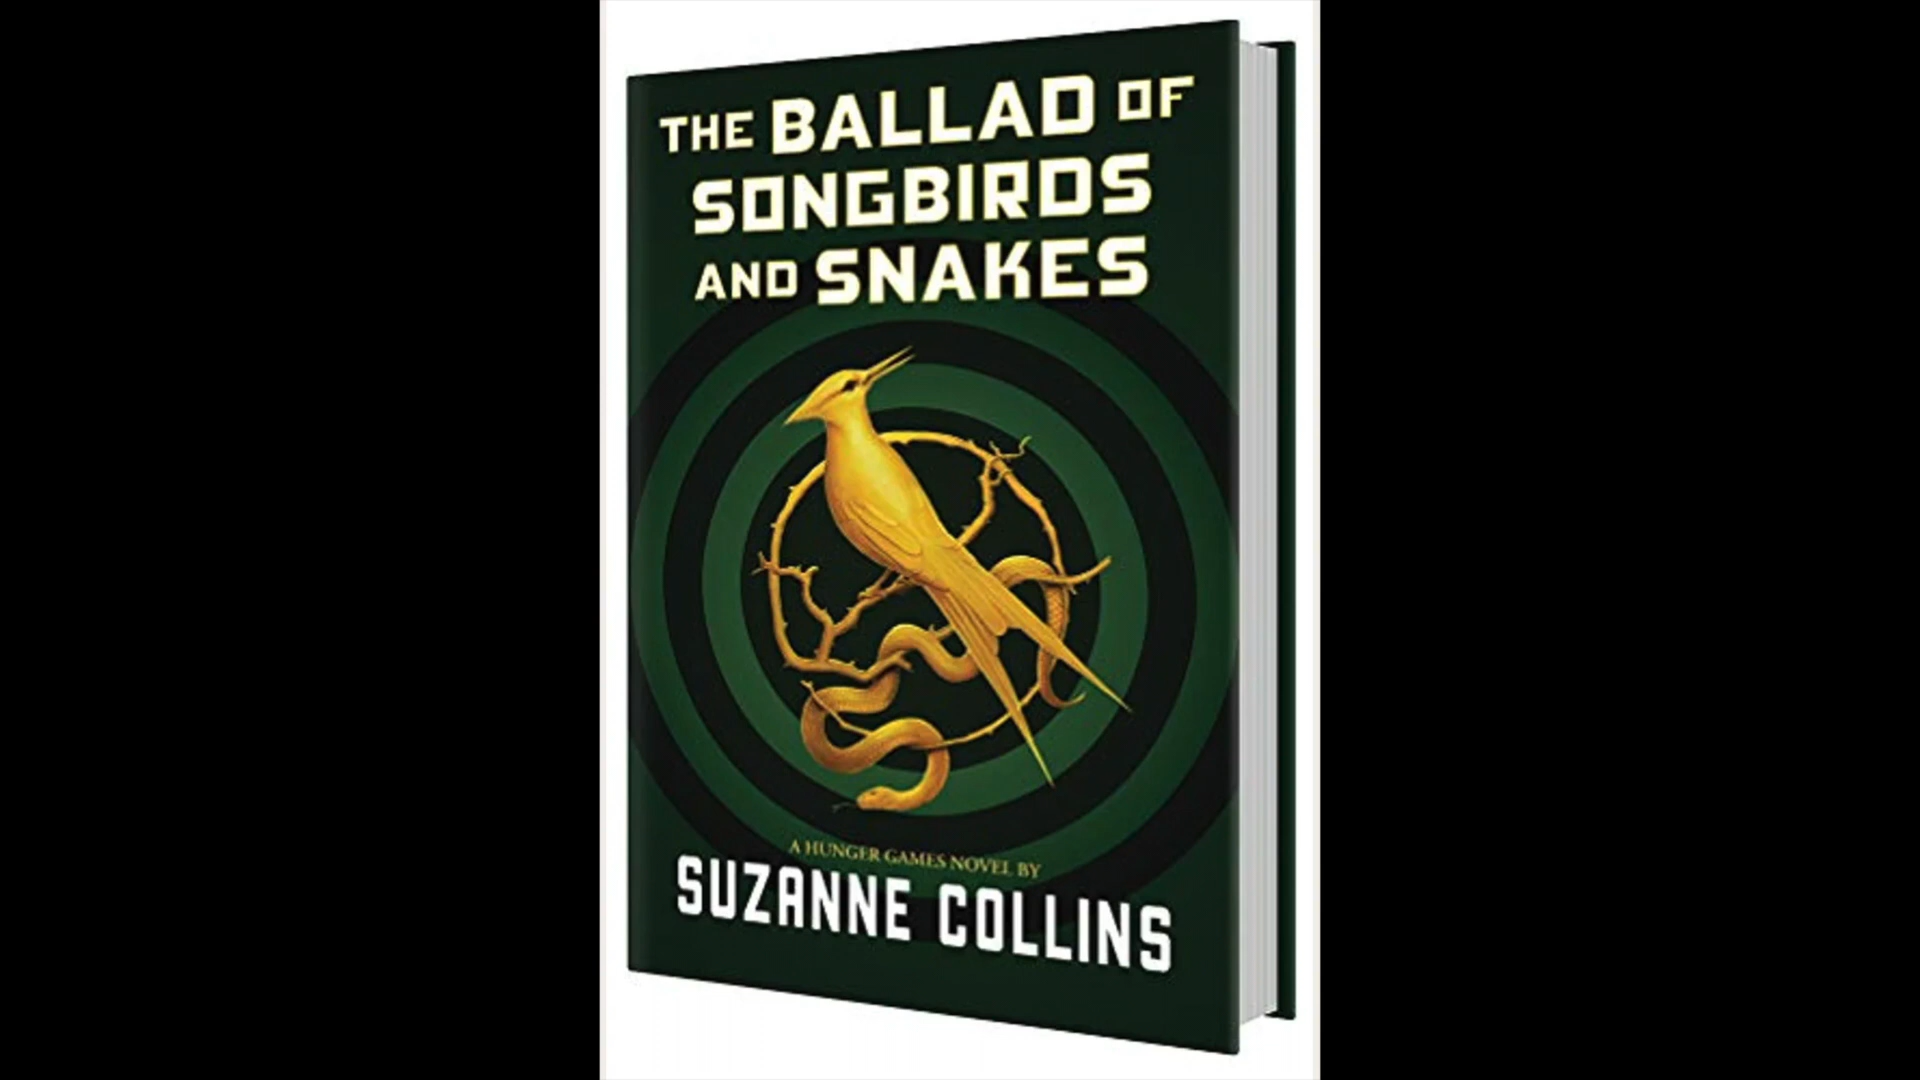 THE BALLAD OF
SONGBIRDS
AND SNAKES
A HUNGER GAMES NOVEL BY
SUZANNE COLLINS